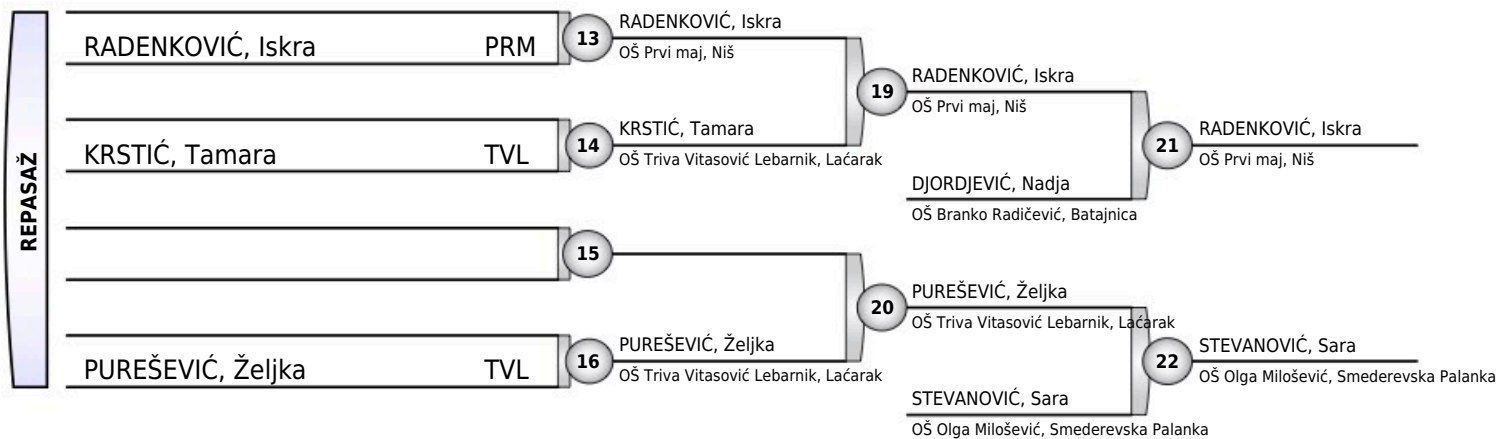 REPASAŽ
RADENKOVIĆ, Iskra PRM
KRSTIĆ, Tamara TVL
PUREŠEVIĆ, Željka TVL
13
RADENKOVIĆ, Iskra
OŠ Prvi maj, Niš
14
KRSTIĆ, Tamara
OŠ Triva Vitasović Lebarnik, Laćarak
15
16
PUREŠEVIĆ, Željka
OŠ Triva Vitasović Lebarnik, Laćarak
19
RADENKOVIĆ, Iskra
OŠ Prvi maj, Niš
DJORDJEVIĆ, Nadja
OŠ Branko Radičević, Batajnica
20
PUREŠEVIĆ, Željka
OŠ Triva Vitasović Lebarnik, Laćarak
STEVANOVIĆ, Sara
OŠ Olga Milošević, Smederevska Palanka
21
RADENKOVIĆ, Iskra
OŠ Prvi maj, Niš
22
STEVANOVIĆ, Sara
OŠ Olga Milošević, Smederevska Palanka